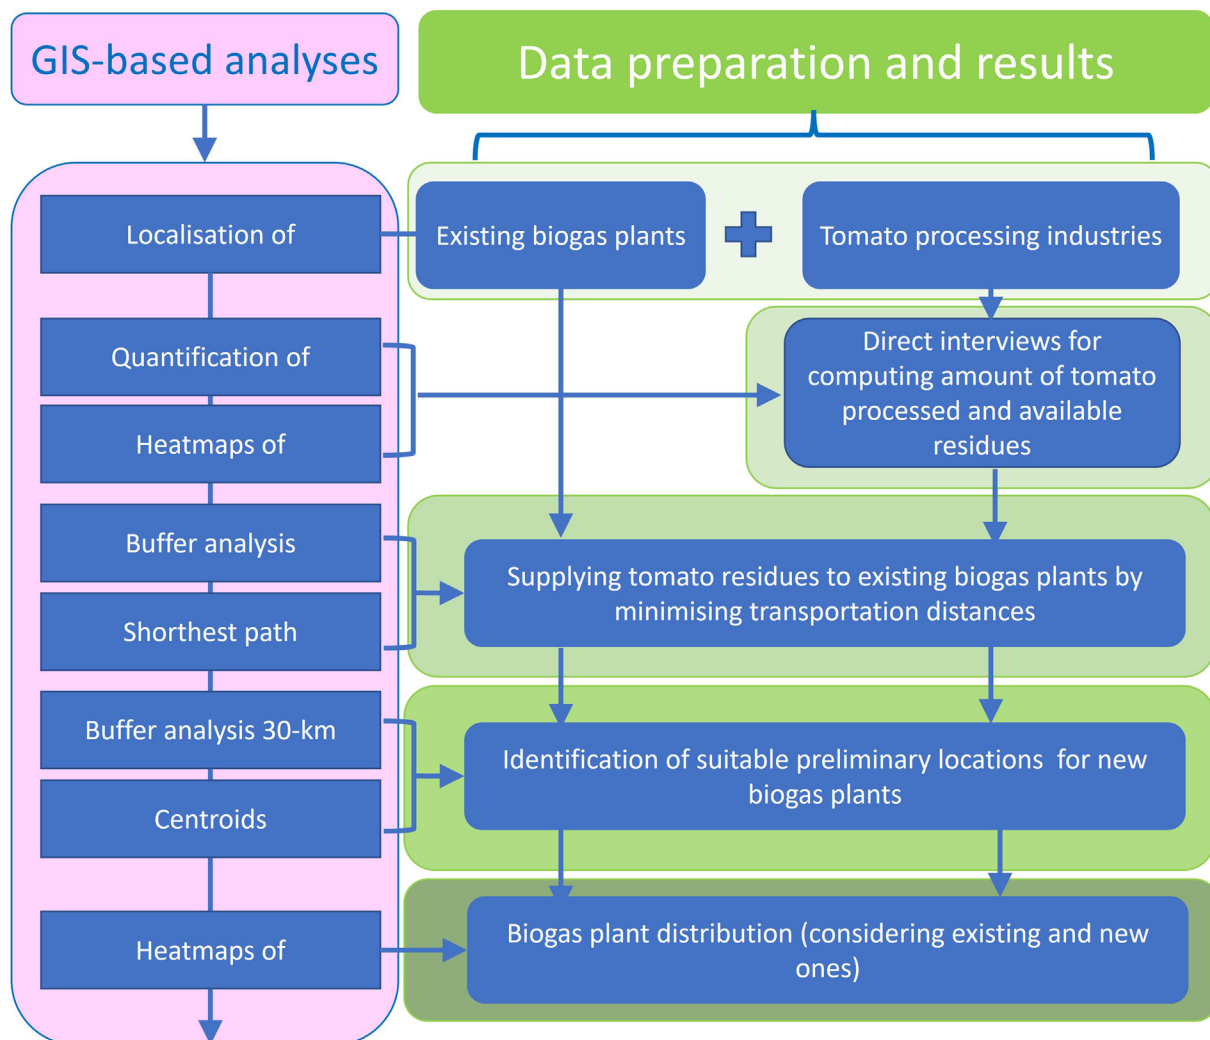 GIS-based analyses
Data preparation and results
Localisation of
Existing biogas plants
Tomato processing industries
Quantification of
Heatmaps of
Direct interviews for
computing amount of tomato
processed and available
residues
Buffer analysis
Shorthest path
Supplying tomato residues to existing biogas plants by
minimising transportation distances
Buffer analysis 30-km
Centroids
Identification of suitable preliminary locations for new
biogas plants
Heatmaps of
Biogas plant distribution (considering existing and new
ones)